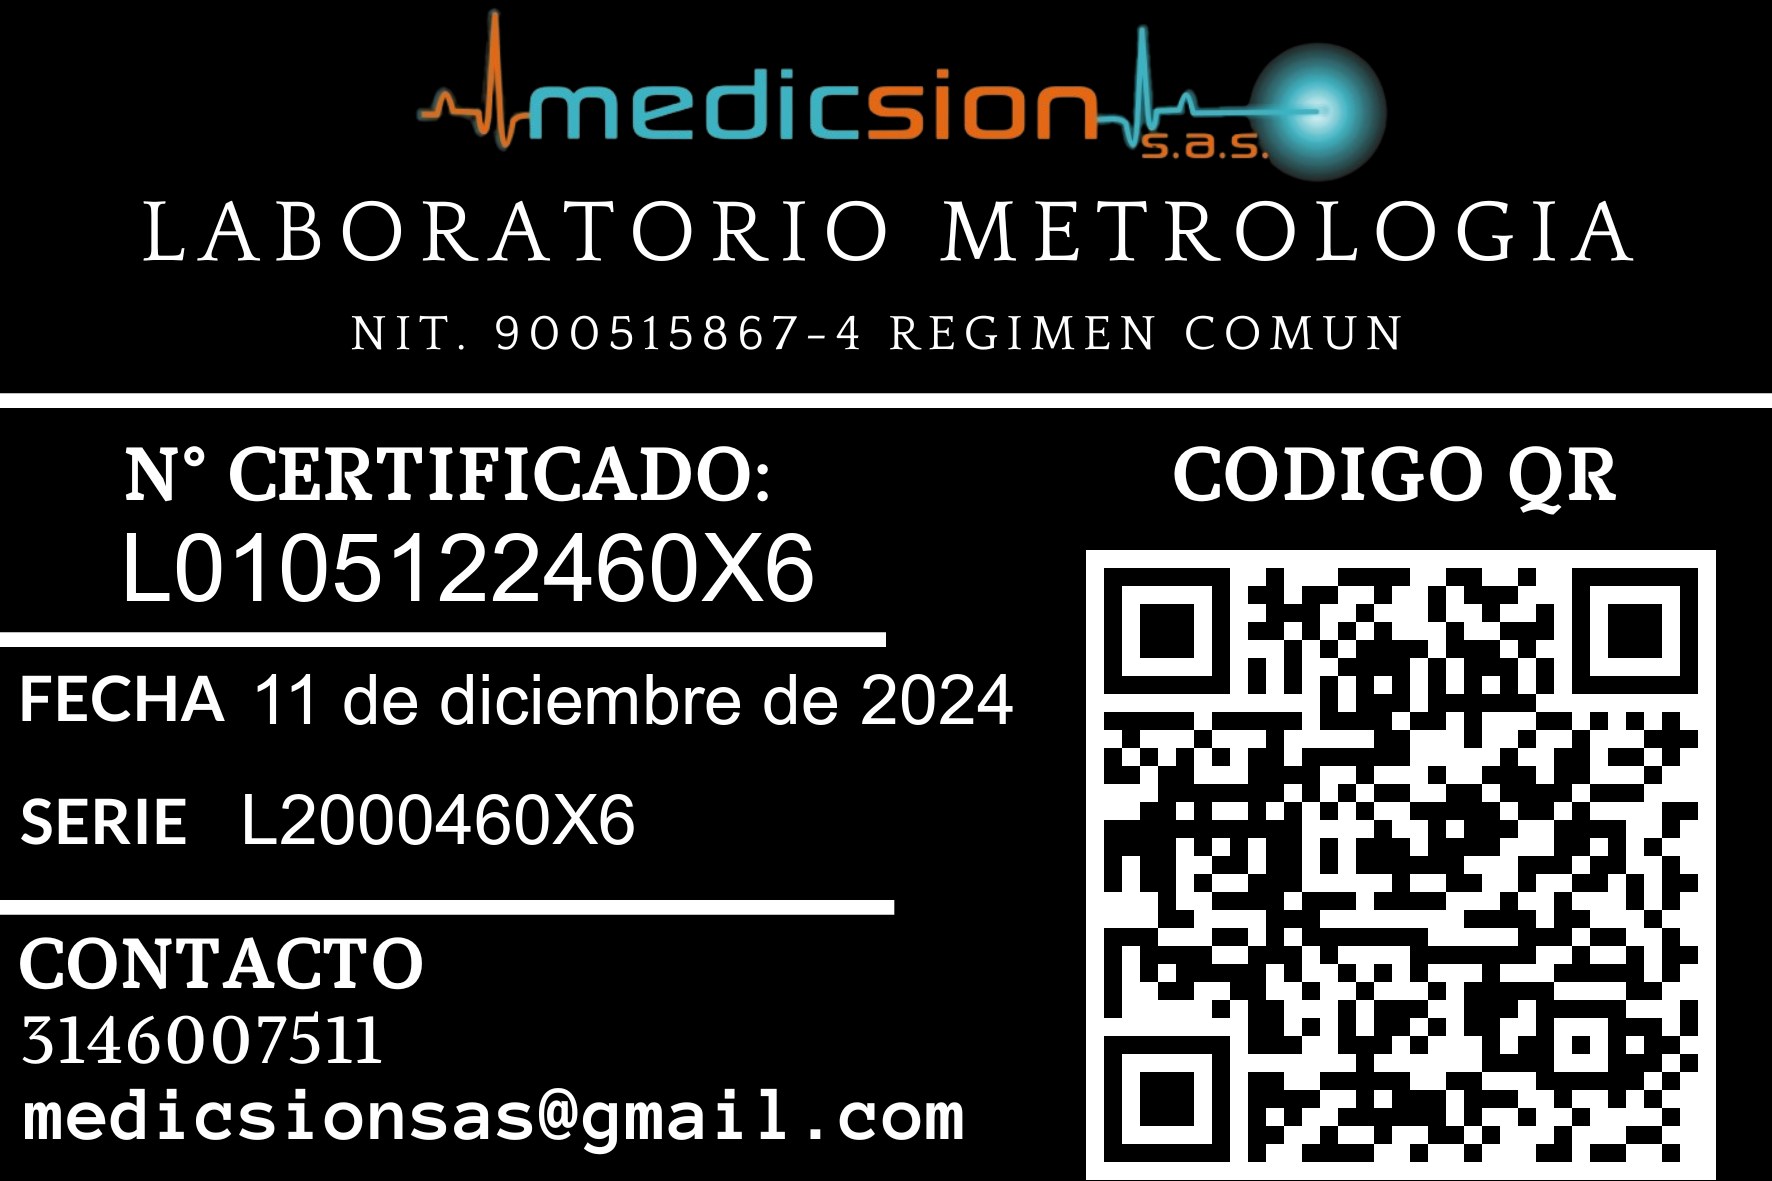 medicsion
s.a.s.
LABORATORIO METROLOGIA
NIT. 900515867-4 REGIMEN COMUN
N° CERTIFICADO:
L0105122460X6
CODIGO QR
FECHA 11 de diciembre de 2024
SERIE L2000460X6
CONTACTO
3146007511
medicsionsas@gmail.com